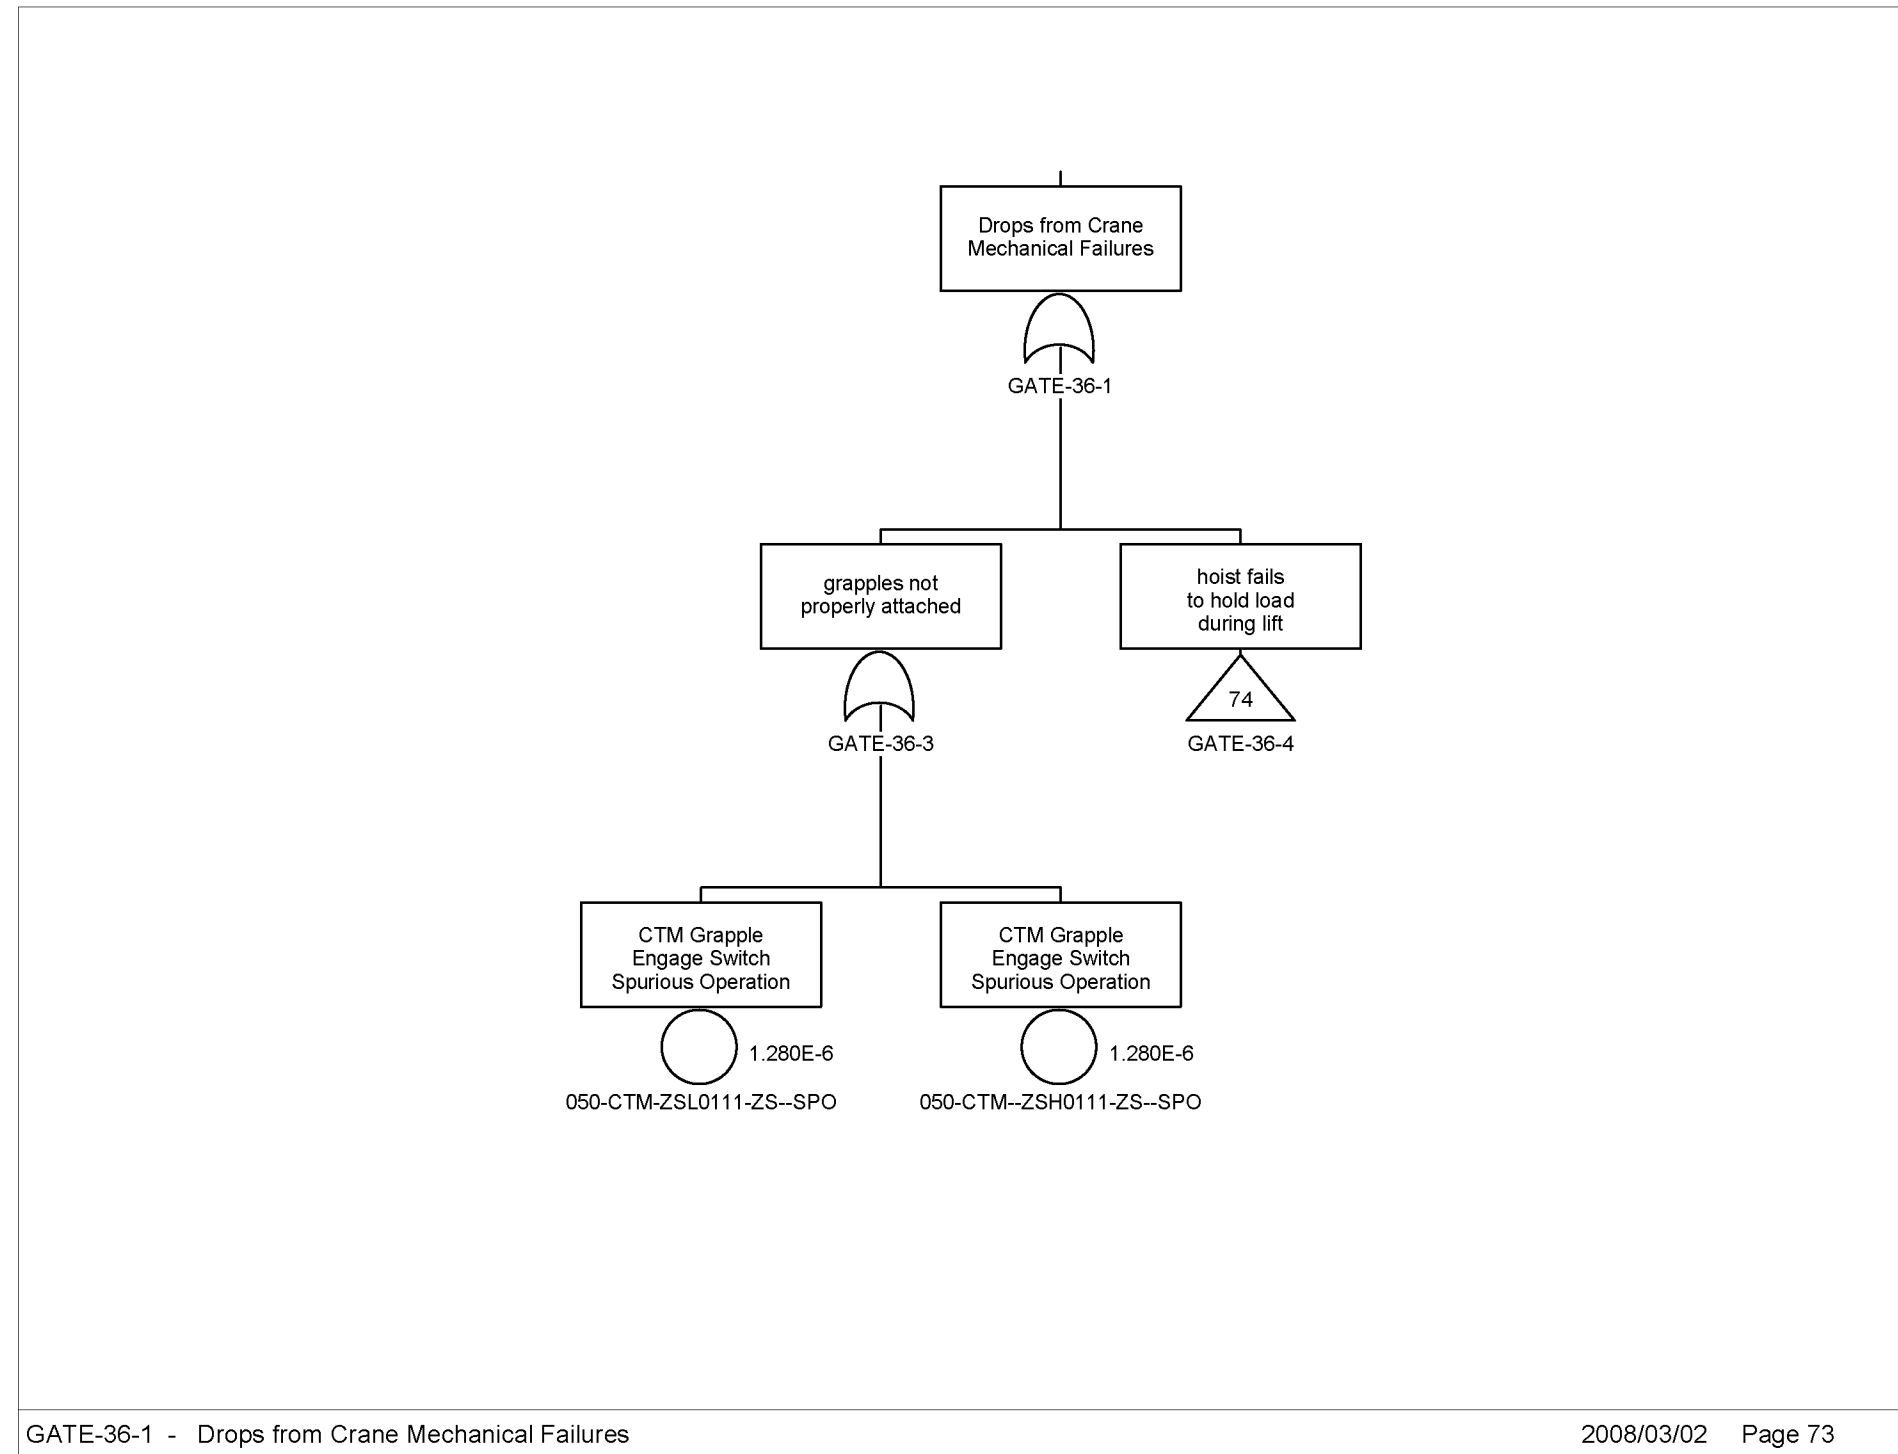 Drops from Crane
Mechanical Failures
GATE-36-1
grapples not
properly attached
GATE-36-3
hoist fails
to hold load
during lift
74
GATE-36-4
CTM Grapple
Engage Switch
Spurious Operation
1.280E-6
050-CTM-ZSL0111-ZS--SPO
CTM Grapple
Engage Switch
Spurious Operation
1.280E-6
050-CTM--ZSH0111-ZS--SPO
GATE-36-1 - Drops from Crane Mechanical Failures
2008/03/02 Page 73